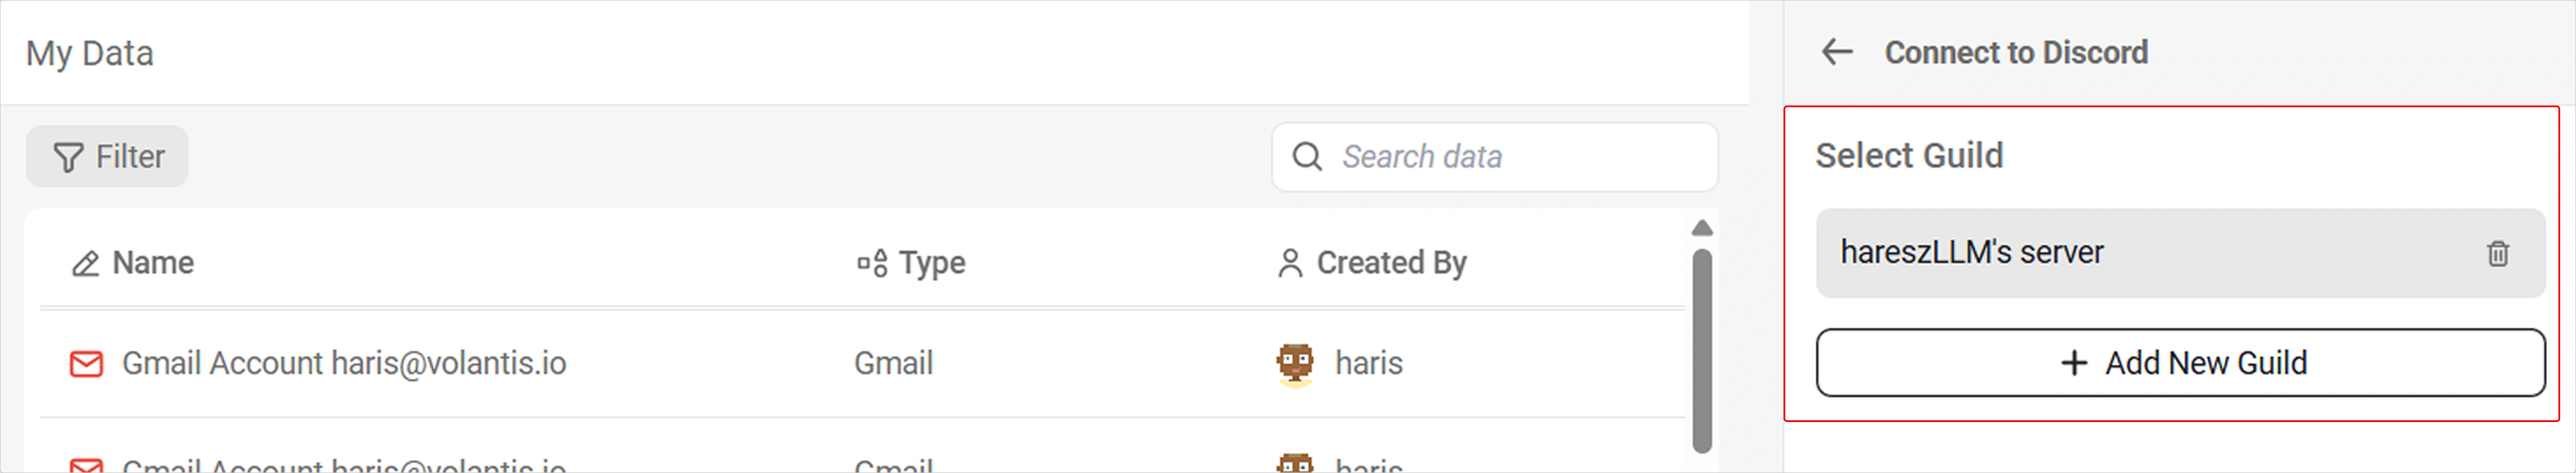 My Data
Filter
Search data
Name Type Created By
Gmail Account haris@volantis.io Gmail haris
Gmail Account haris@volantis.io Gmail haris
Connect to Discord
Select Guild
hareszLLM's server
Add New Guild